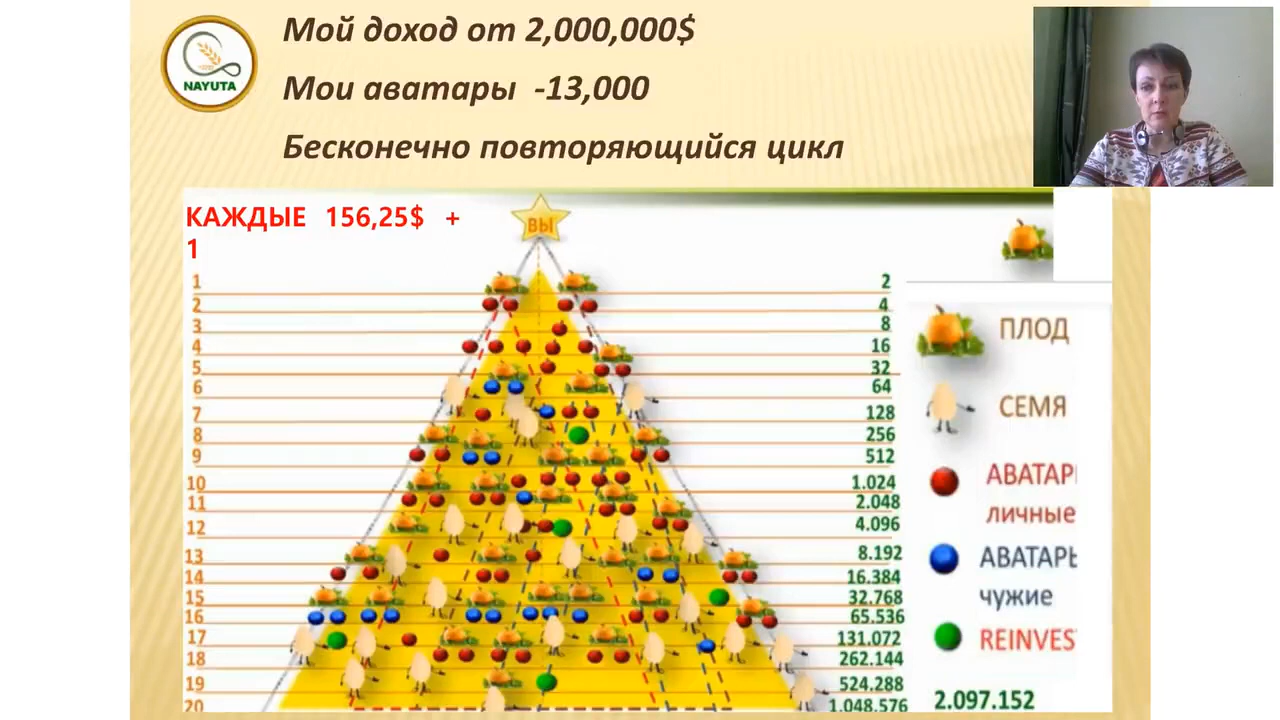 Мой доход от 2,000,000$
Мои аватары -13,000
Бесконечно повторяющийся цикл
NAYUTA
КАЖДЫЕ 156,25$ +
1
ВЫ
1 2
2 4
3 8
4 16
5 32
6 64
7 128
8 256
9 512
10 1.024
11 2.048
12 4.096
13 8.192
14 16.384
15 32.768
16 65.536
17 131.072
18 262.144
19 524.288
20 1.048.576
ПЛОД
СЕМЯ
АВАТАР
личные
АВАТАРЬ
чужие
REINVES
2.097.152